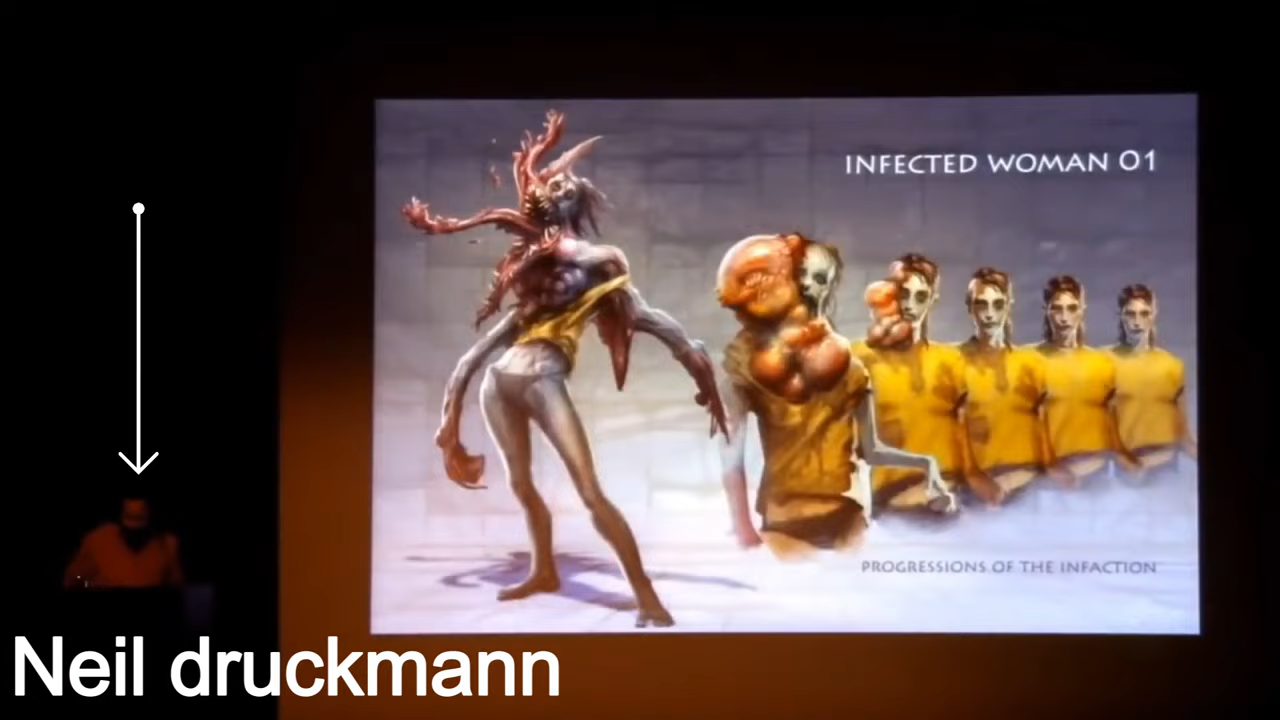 INFECTED WOMAN 01
PROGRESSIONS OF THE INFACTION
Neil druckmann